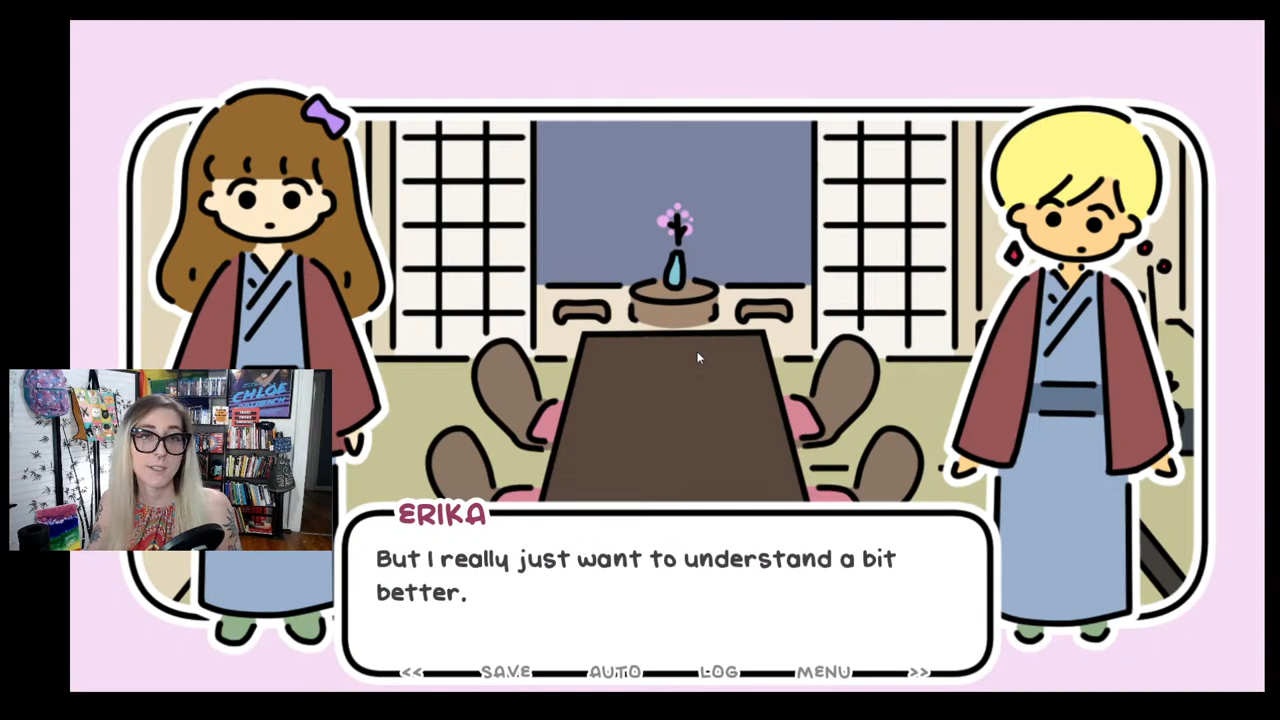 CHLOE
ERIKA
But I really just want to understand a bit
better.
<< SAVE AUTO LOG MENU >>